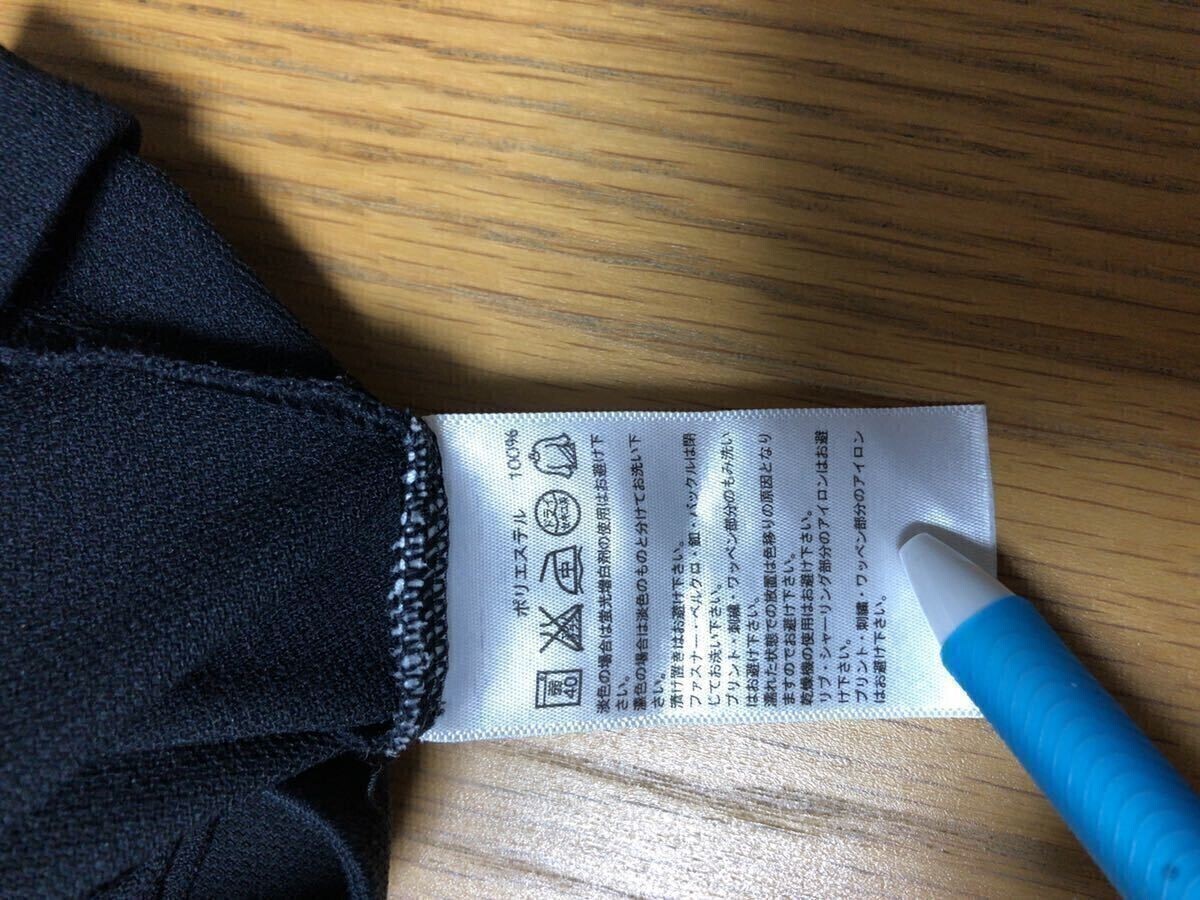 ポリエステル 100%
弱
40
中
ドライ
セキユ系
淡色の場合は蛍光増白剤の使用はお避け下
さい。
濃色の場合は淡色のものと分けてお洗い下
さい。
漬け置きはお避け下さい。
ファスナー・ベルクロ・釦・バックルは閉
じてお洗い下さい。
プリント・刺繍・ワッペン部分のもみ洗い
はお避け下さい。
濡れた状態での放置は色移りの原因となり
ますのでお避け下さい。
乾燥機の使用はお避け下さい。
リブ・シャーリング部分のアイロンはお避
け下さい。
プリント・刺繍・ワッペン部分のアイロン
はお避け下さい。